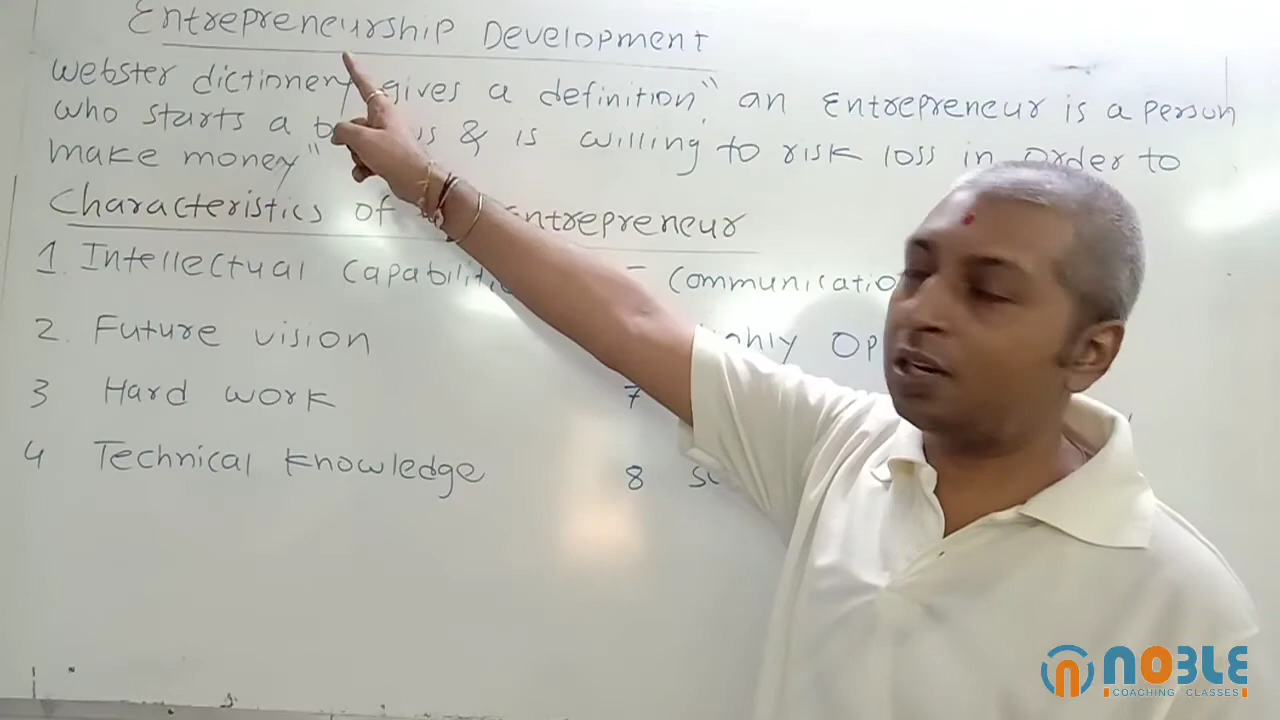 Entrepreneurship Development
Webster dictionnery gives a definition" an Entrepreneur is a person
who starts a & is willing to risk loss in order to
make money"
Characteristics of Entrepreneur
1. Intellectual
Communication
2. Future vision
3 Hard work
7
4 Technical knowledge
8
NOBLE
COACHING CLASSES